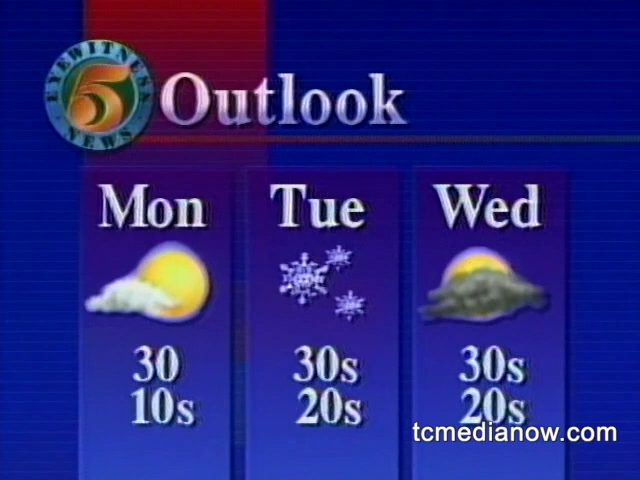 EYEWITNESS
5
NEWS
Outlook
Mon Tue Wed
30 30s 30s
10s 20s 20s
tcmedianow.com